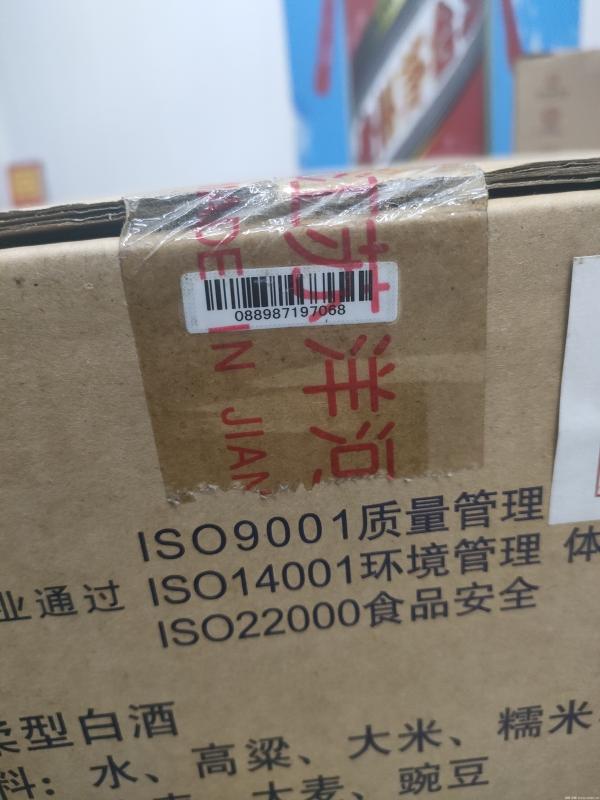 MADE IN JIAN
江苏洋河
088987197068
ISO9001质量管理
业通过 ISO14001环境管理 体
ISO22000食品安全
柔型白酒
料：水、高粱、大米、糯米
大麦、豌豆